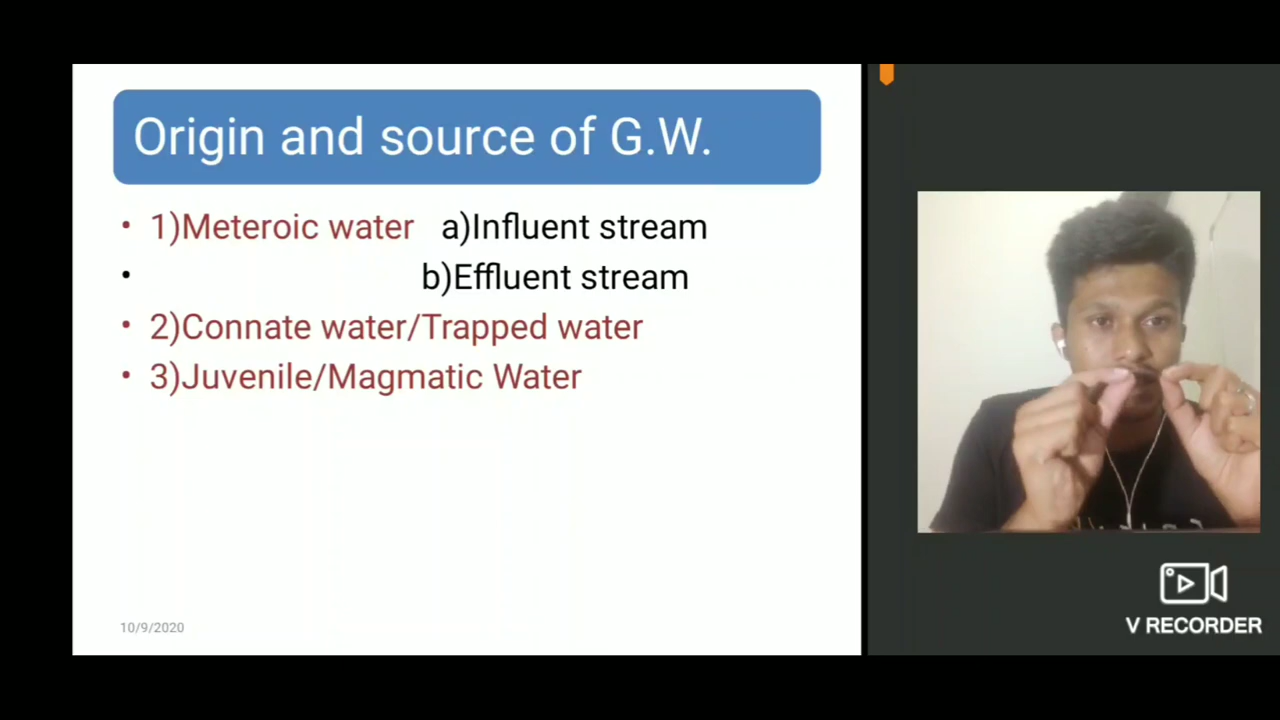 Origin and source of G.W.
• 1)Meteroic water a)Influent stream
• b)Effluent stream
• 2)Connate water/Trapped water
• 3)Juvenile/Magmatic Water
10/9/2020
V RECORDER